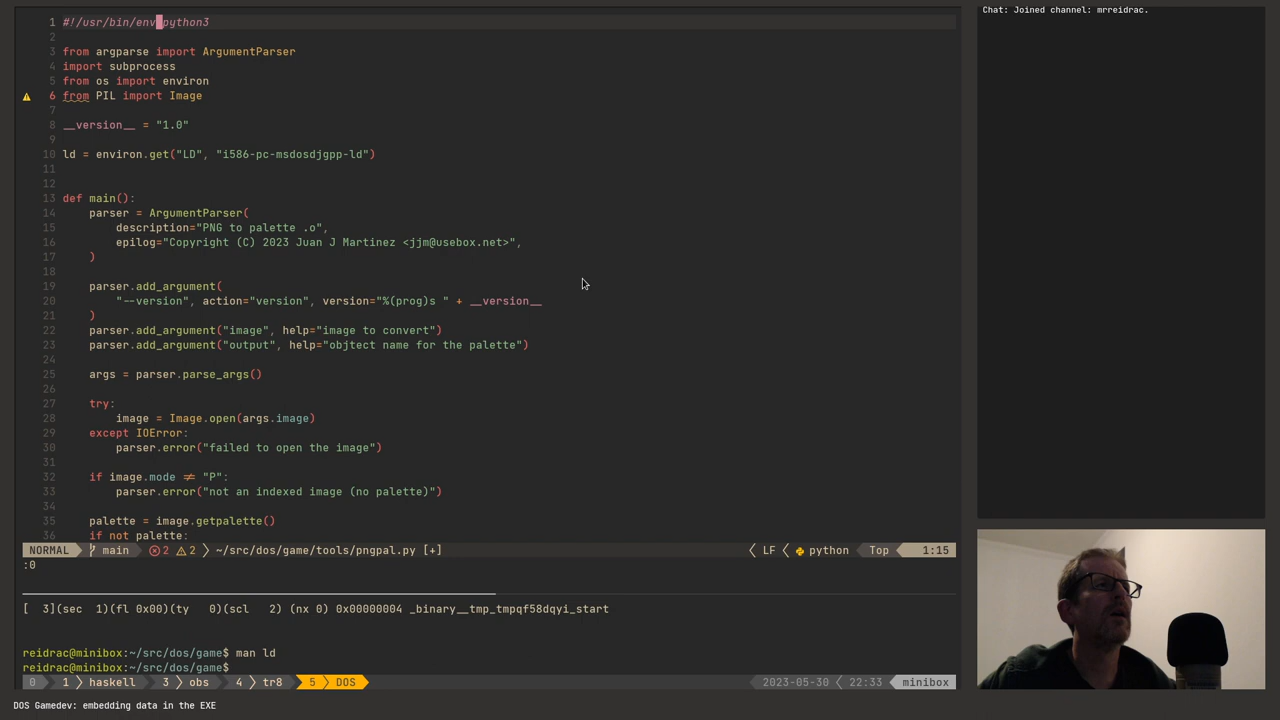 Chat: Joined channel: mrreidrac.
1 #!/usr/bin/env python3
2
3 from argparse import ArgumentParser
4 import subprocess
5 from os import environ
6 from PIL import Image
7
8 __version__ = "1.0"
9
10 ld = environ.get("LD", "i586-pc-msdosdjgpp-ld")
11
12
13 def main():
14 parser = ArgumentParser(
15 description="PNG to palette .o",
16 epilog="Copyright (C) 2023 Juan J Martinez <jjm@usebox.net>",
17 )
18
19 parser.add_argument(
20 "--version", action="version", version="%(prog)s " + __version__
21 )
22 parser.add_argument("image", help="image to convert")
23 parser.add_argument("output", help="objtect name for the palette")
24
25 args = parser.parse_args()
26
27 try:
28 image = Image.open(args.image)
29 except IOError:
30 parser.error("failed to open the image")
31
32 if image.mode ≠ "P":
33 parser.error("not an indexed image (no palette)")
34
35 palette = image.getpalette()
36 if not palette:
NORMAL main 2 2 ~/src/dos/game/tools/pngpal.py [+] LF python Top 1:15
:0
[  3](sec  1)(fl 0x00)(ty   0)(scl   2) (nx 0) 0x00000004 _binary__tmp_tmpqf58dqyi_start
reidrac@minibox:~/src/dos/game$ man ld
reidrac@minibox:~/src/dos/game$
0 1 haskell 3 obs 4 tr8 5 DOS 2023-05-30 22:33 minibox
DOS Gamedev: embedding data in the EXE